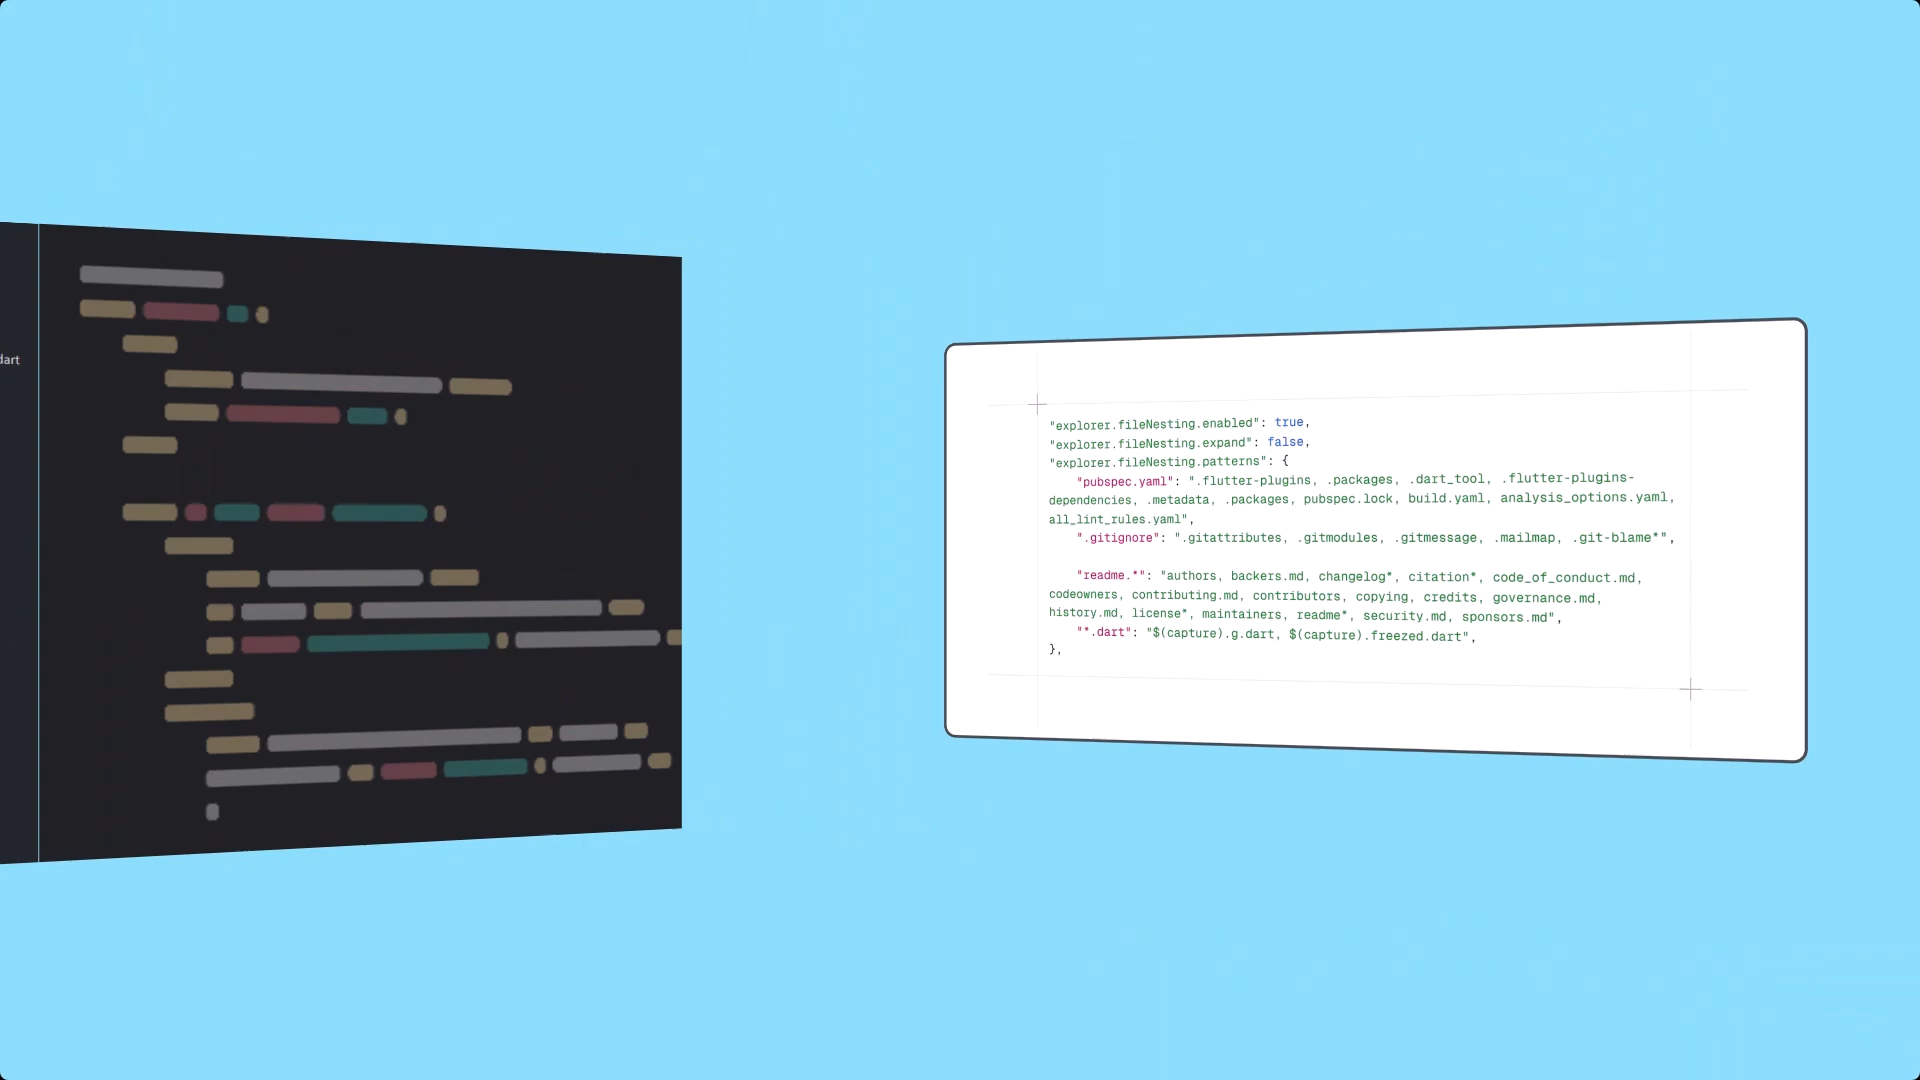 dart
"explorer.fileNesting.enabled": true,
"explorer.fileNesting.expand": false,
"explorer.fileNesting.patterns": {
"pubspec.yaml": ".flutter-plugins, .packages, .dart_tool, .flutter-plugins-
dependencies, .metadata, .packages, pubspec.lock, build.yaml, analysis_options.yaml,
all_lint_rules.yaml",
".gitignore": ".gitattributes, .gitmodules, .gitmessage, .mailmap, .git-blame*",
"readme.*": "authors, backers.md, changelog*, citation*, code_of_conduct.md,
codeowners, contributing.md, contributors, copying, credits, governance.md,
history.md, license*, maintainers, readme*, security.md, sponsors.md",
"*.dart": "$(capture).g.dart, $(capture).freezed.dart",
},